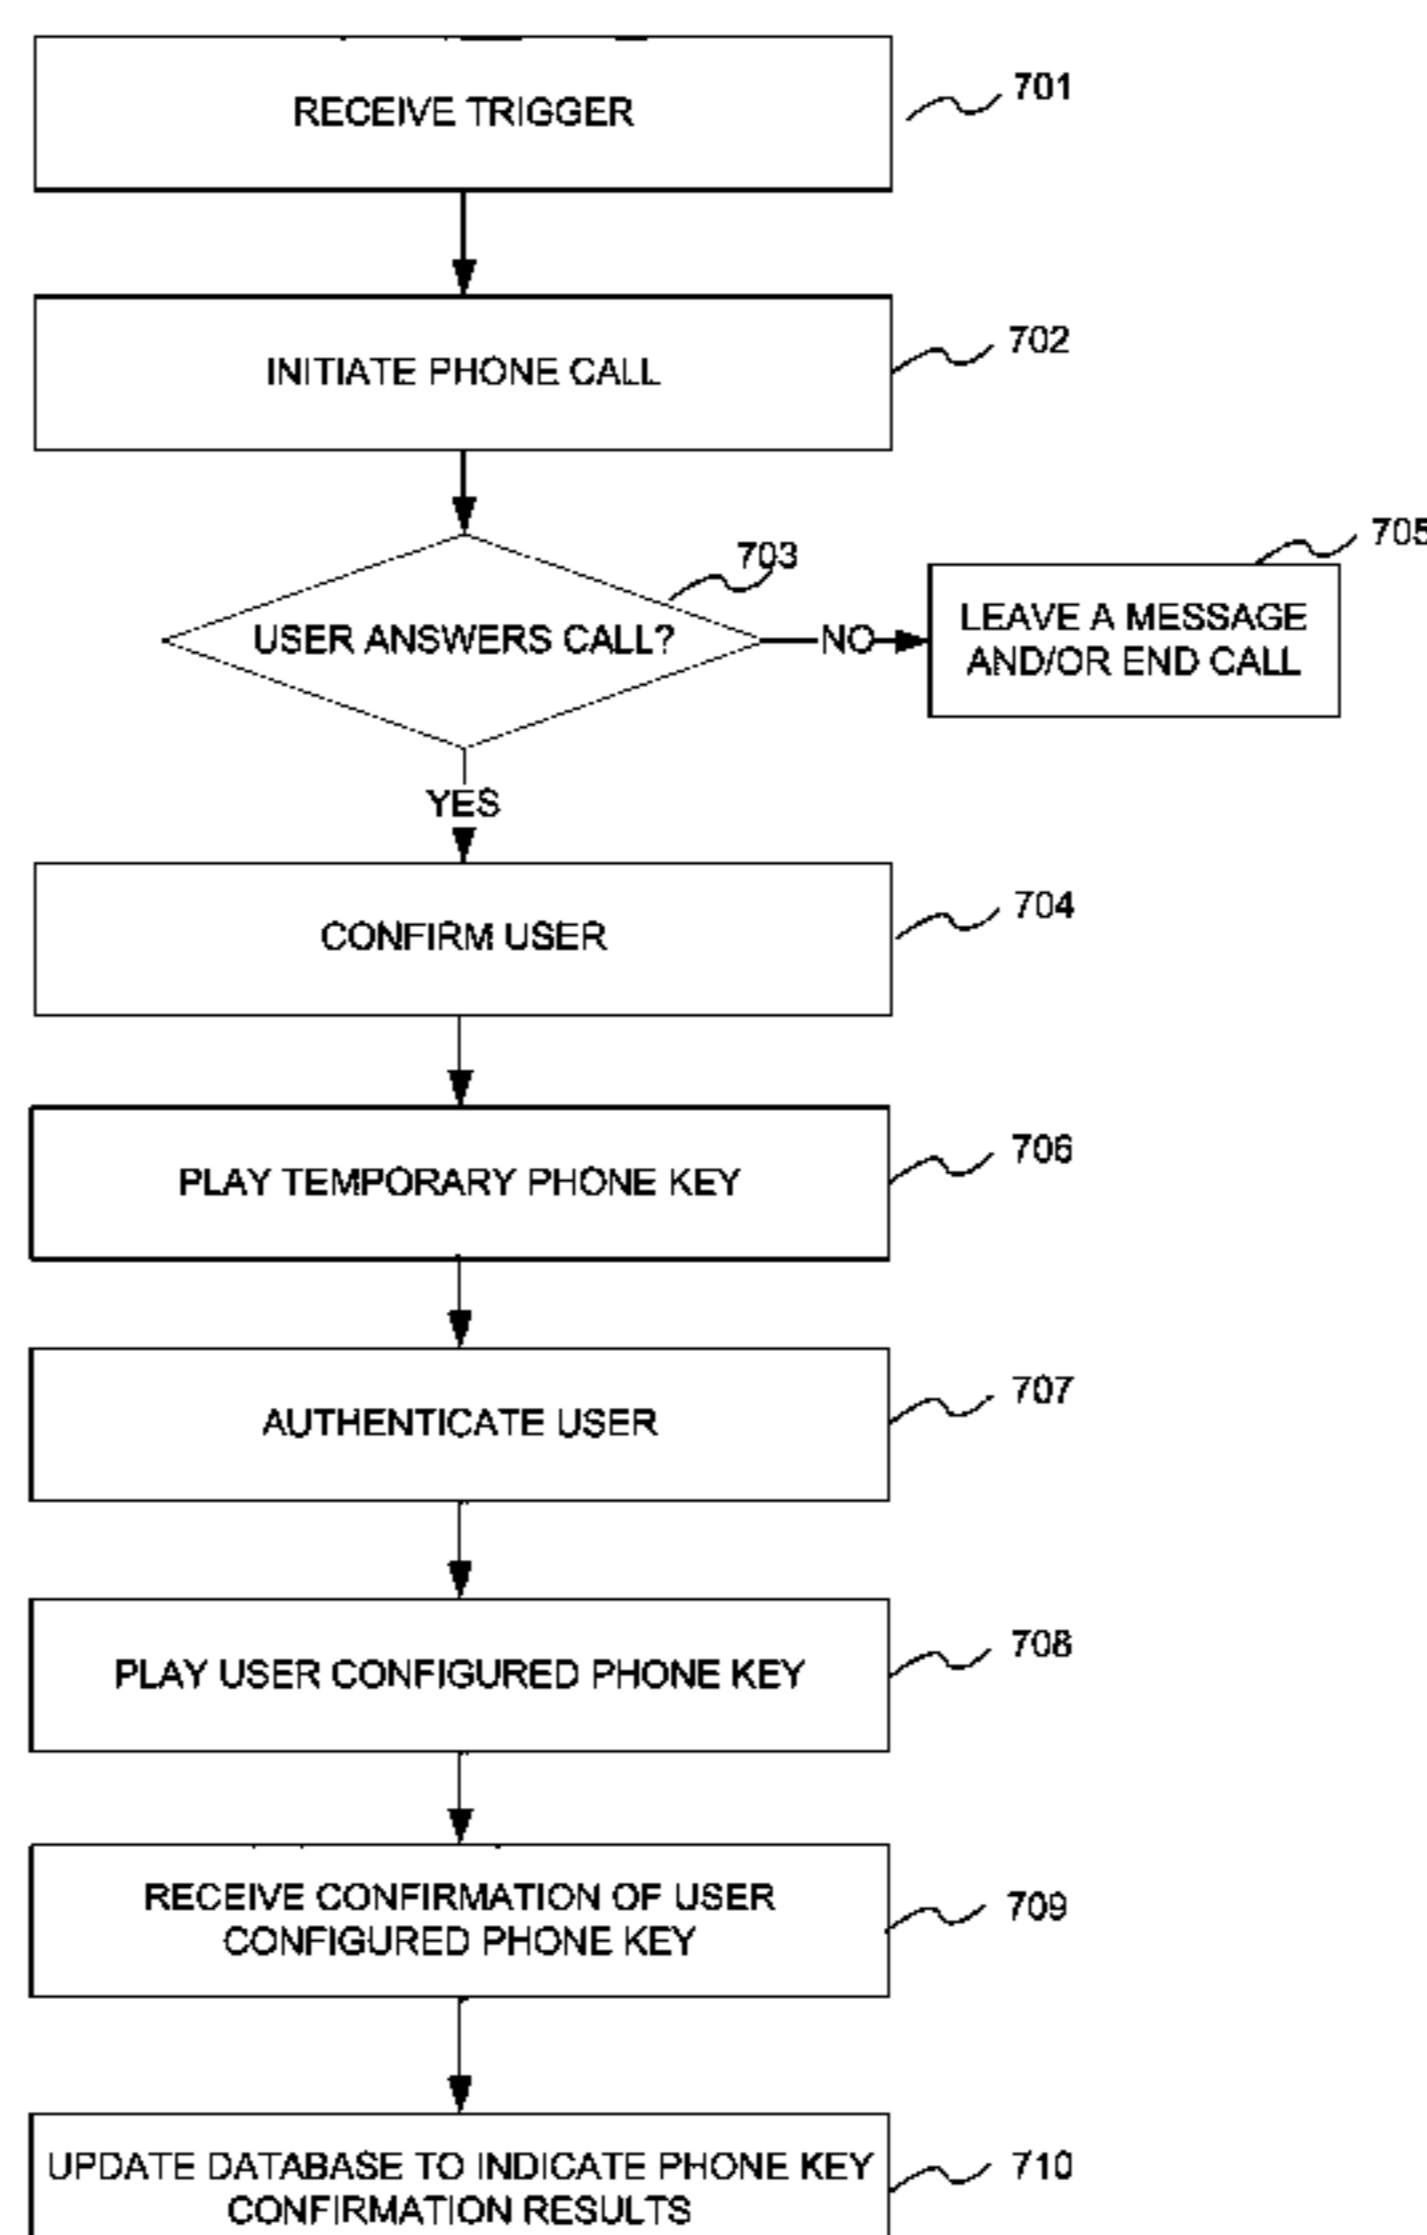 RECEIVE TRIGGER
701
INITIATE PHONE CALL
702
703
USER ANSWERS CALL?
NO
705
LEAVE A MESSAGE
AND/OR END CALL
YES
CONFIRM USER
704
PLAY TEMPORARY PHONE KEY
706
AUTHENTICATE USER
707
PLAY USER CONFIGURED PHONE KEY
708
RECEIVE CONFIRMATION OF USER
CONFIGURED PHONE KEY
709
UPDATE DATABASE TO INDICATE PHONE KEY
CONFIRMATION RESULTS
710